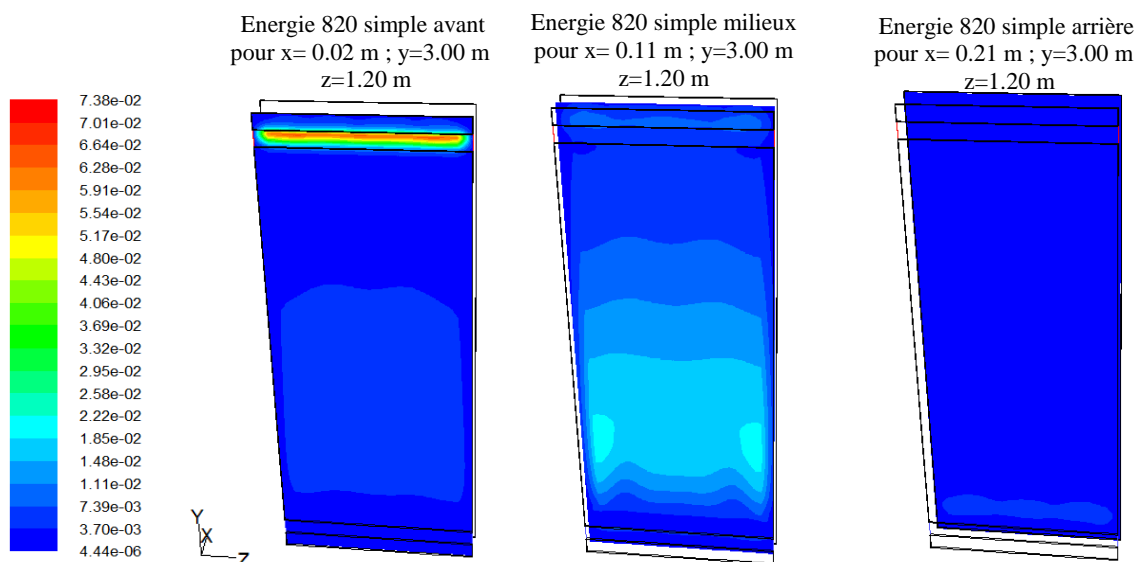 Energie 820 simple avant
pour x= 0.02 m ; y=3.00 m
z=1.20 m
Energie 820 simple milieux
pour x= 0.11 m ; y=3.00 m
z=1.20 m
Energie 820 simple arrière
pour x= 0.21 m ; y=3.00 m
z=1.20 m
7.38e-02
7.01e-02
6.64e-02
6.28e-02
5.91e-02
5.54e-02
5.17e-02
4.80e-02
4.43e-02
4.06e-02
3.69e-02
3.32e-02
2.95e-02
2.58e-02
2.22e-02
1.85e-02
1.48e-02
1.11e-02
7.39e-03
3.70e-03
4.44e-06
Y
X
Z